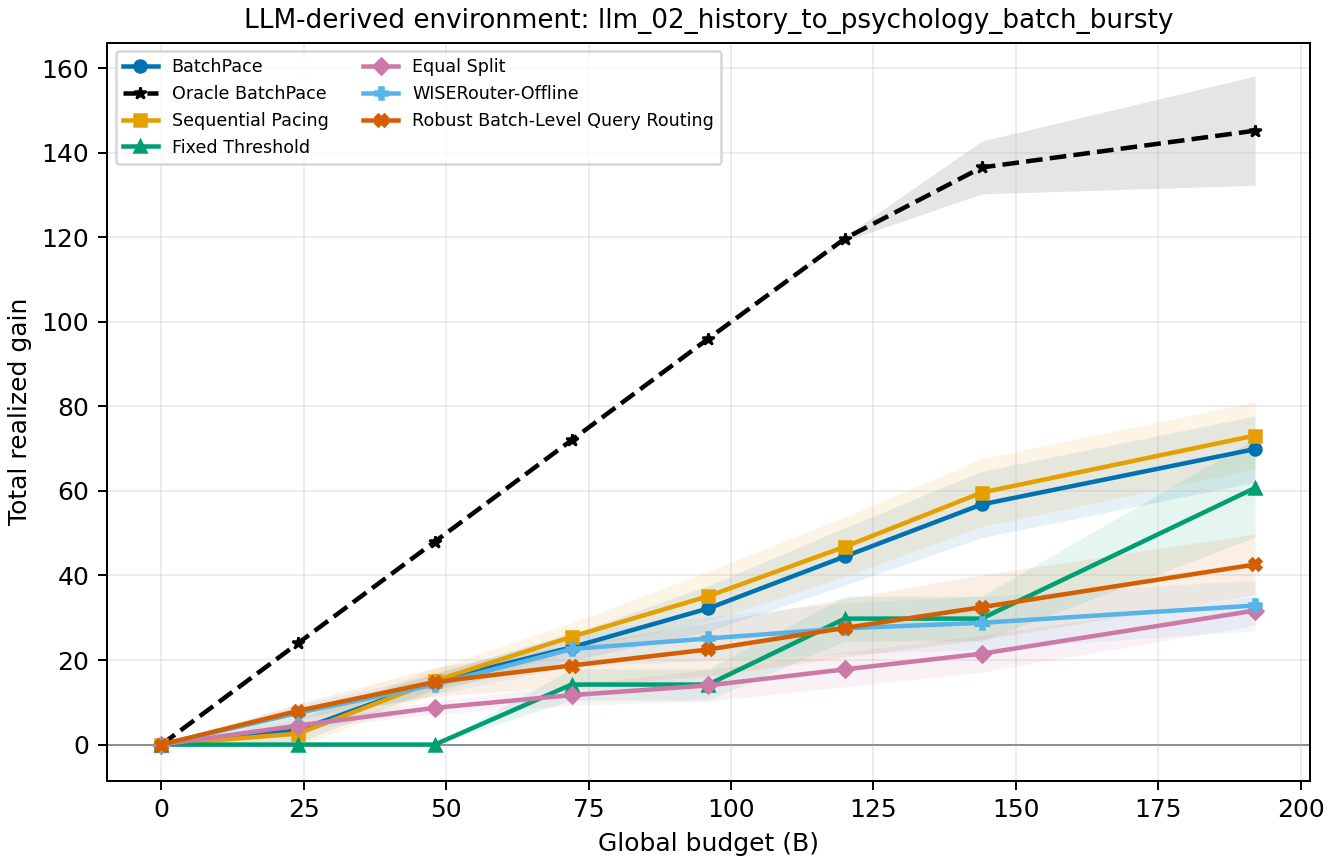 LLM-derived environment: llm_02_history_to_psychology_batch_bursty
BatchPace
Oracle BatchPace
Sequential Pacing
Fixed Threshold
Equal Split
WISERouter-Offline
Robust Batch-Level Query Routing
Total realized gain
160
140
120
100
80
60
40
20
0
0
25
50
75
100
125
150
175
200
Global budget (B)